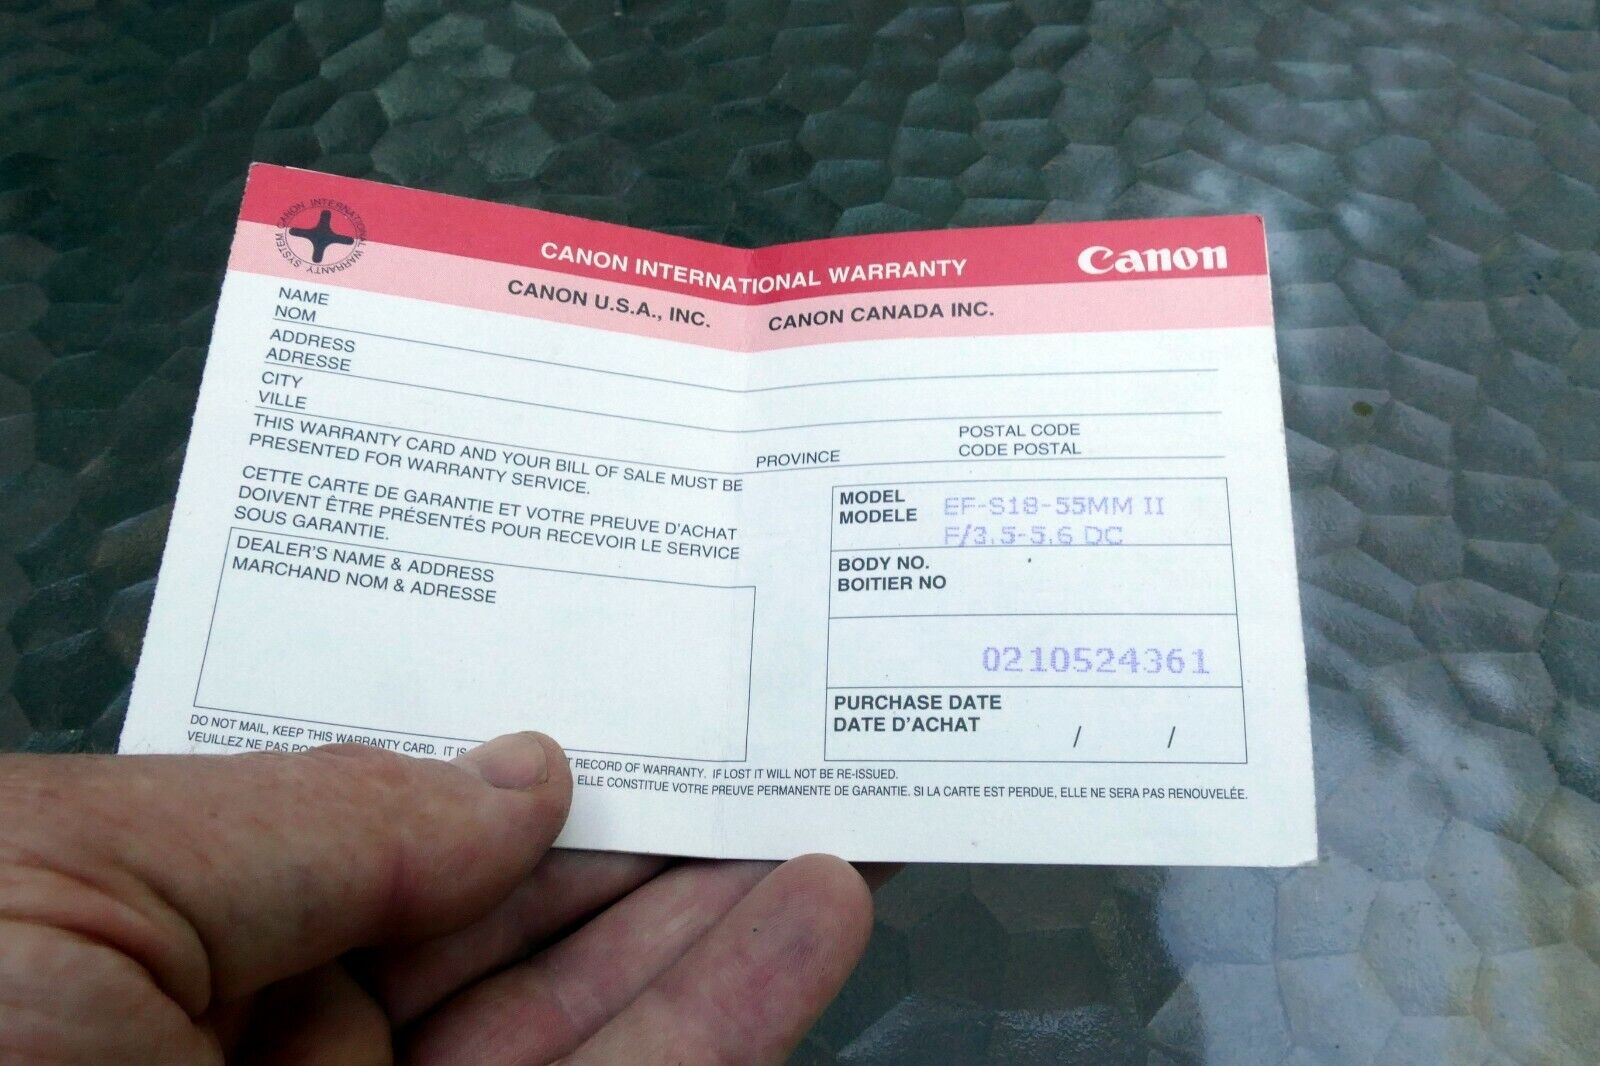 CANON INTERNATIONAL WARRANTY SYSTEM
CANON INTERNATIONAL WARRANTY
Canon
CANON U.S.A., INC.
CANON CANADA INC.
NAME
NOM
ADDRESS
ADRESSE
CITY
VILLE
PROVINCE
POSTAL CODE
CODE POSTAL
THIS WARRANTY CARD AND YOUR BILL OF SALE MUST BE
PRESENTED FOR WARRANTY SERVICE.
CETTE CARTE DE GARANTIE ET VOTRE PREUVE D'ACHAT
DOIVENT ÊTRE PRÉSENTÉS POUR RECEVOIR LE SERVICE
SOUS GARANTIE.
DEALER'S NAME & ADDRESS
MARCHAND NOM & ADRESSE
MODEL EF-S18-55MM II
MODELE F/3.5-5.6 DC
BODY NO.
BOITIER NO
0210524361
PURCHASE DATE
DATE D'ACHAT / /
DO NOT MAIL, KEEP THIS WARRANTY CARD. IT IS RECORD OF WARRANTY. IF LOST IT WILL NOT BE RE-ISSUED.
VEUILLEZ NE PAS ELLE CONSTITUE VOTRE PREUVE PERMANENTE DE GARANTIE. SI LA CARTE EST PERDUE, ELLE NE SERA PAS RENOUVELÉE.